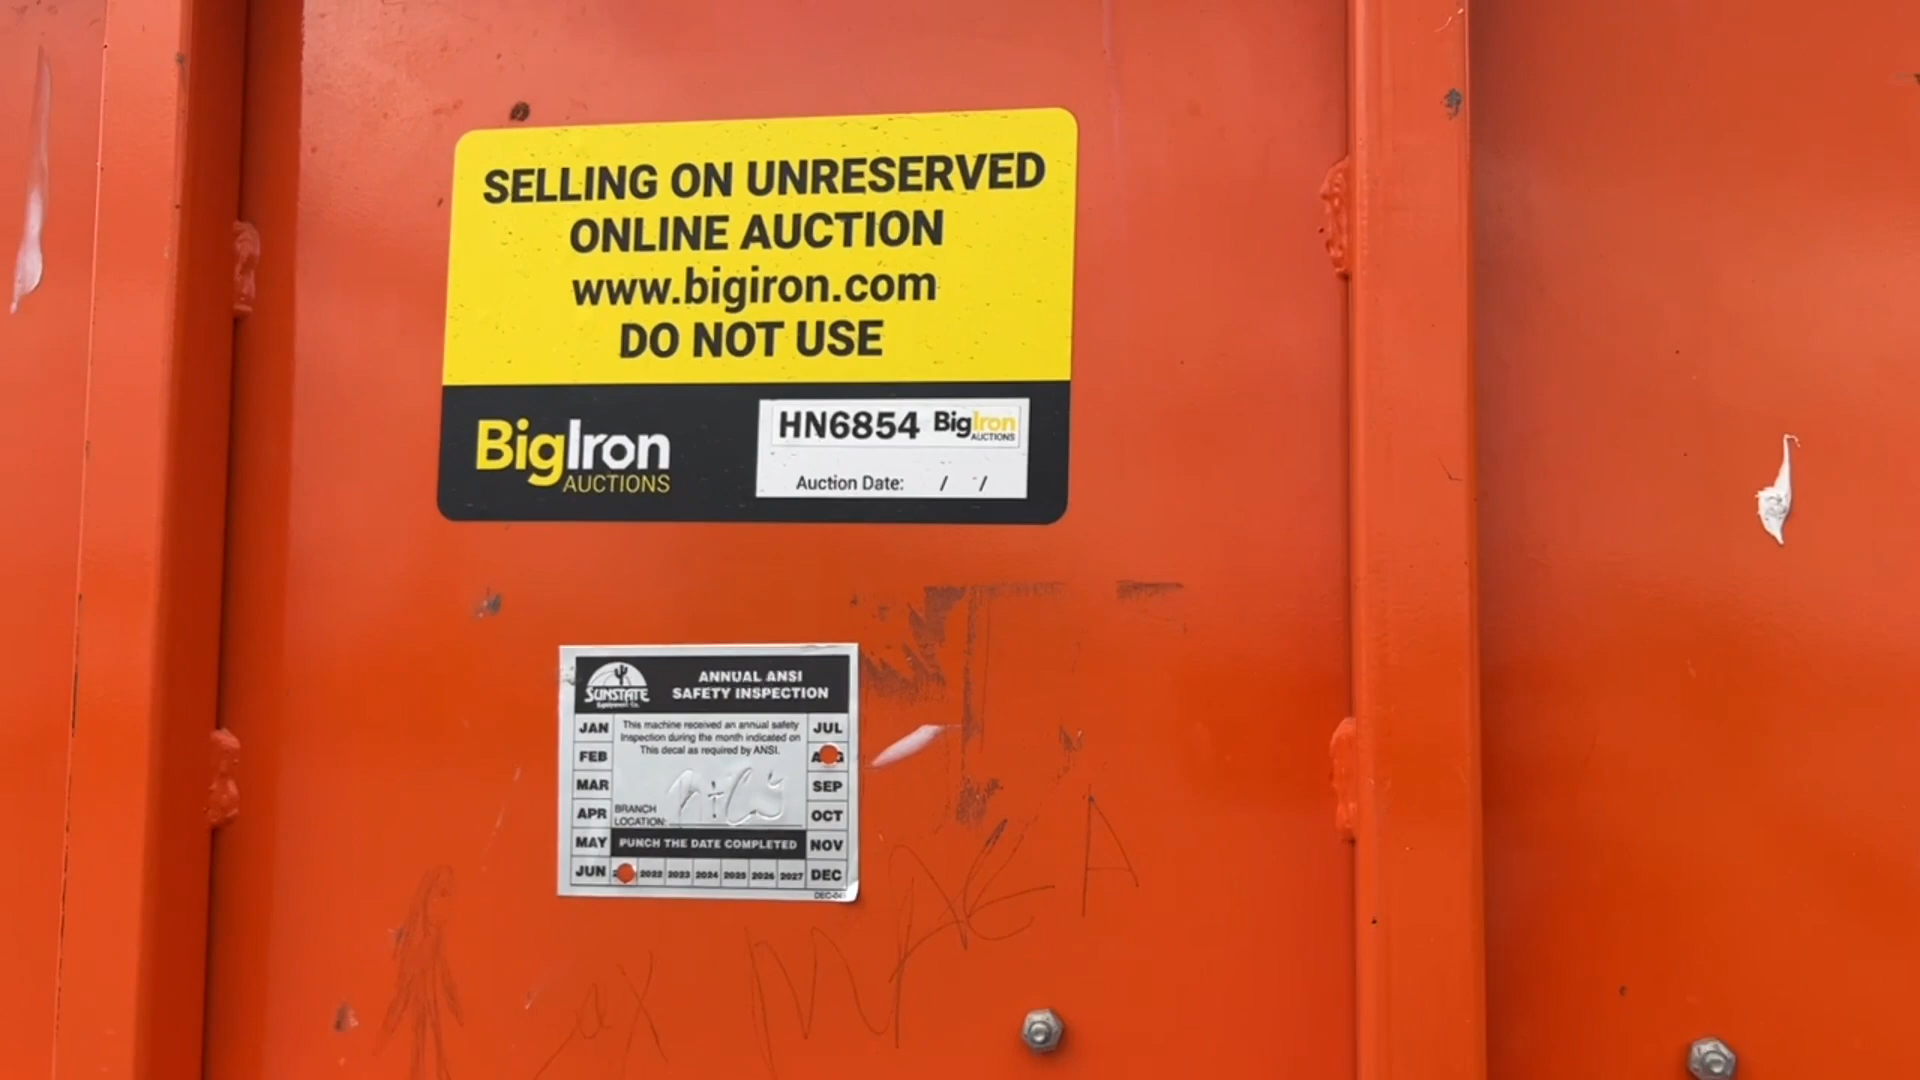 SELLING ON UNRESERVED
ONLINE AUCTION
www.bigiron.com
DO NOT USE
BigIron
AUCTIONS
HN6854 BigIron
AUCTIONS
Auction Date: / /
SUNSTATE
Equipment Co.
ANNUAL ANSI
SAFETY INSPECTION
JAN
FEB
MAR
APR
MAY
JUN
This machine received an annual safety
Inspection during the month indicated on
This decal as required by ANSI.
BRANCH
LOCATION:
PUNCH THE DATE COMPLETED
2022 2023 2024 2025 2026 2027
JUL
SEP
OCT
NOV
DEC